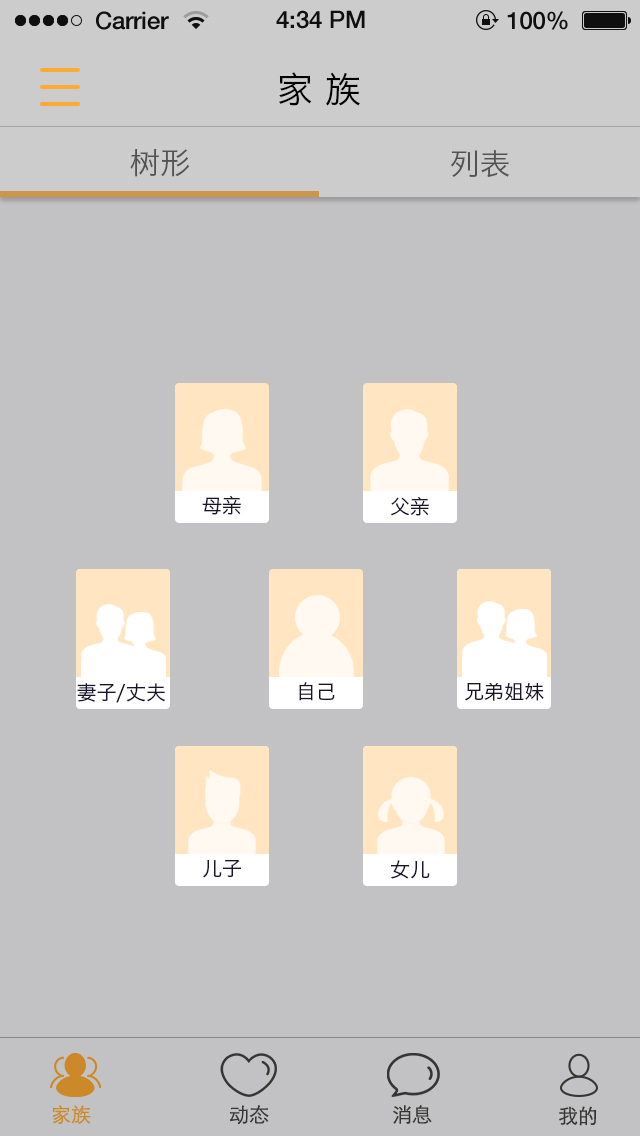 Carrier 4:34 PM 100%
家 族
树形 列表
母亲 父亲
妻子/丈夫 自己 兄弟姐妹
儿子 女儿
家族 动态 消息 我的